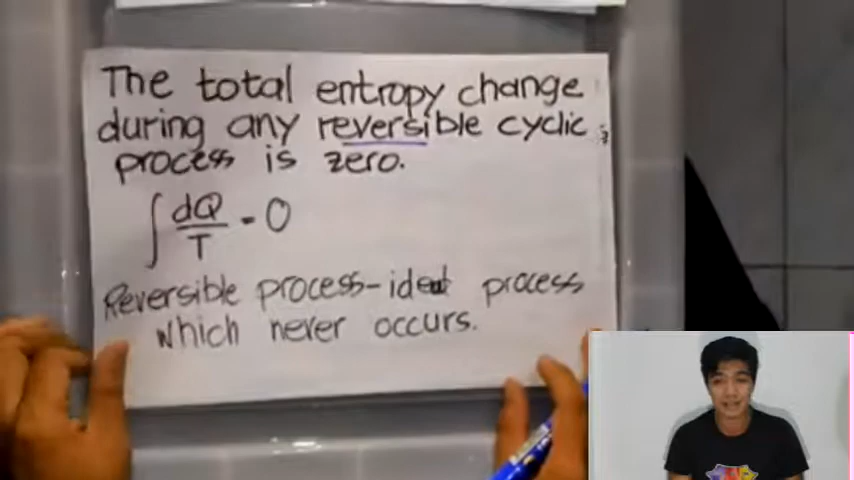 The total entropy change
during any reversible cyclic
process is zero.
∫ dQ/T = 0
Reversible process - ideal process
which never occurs.